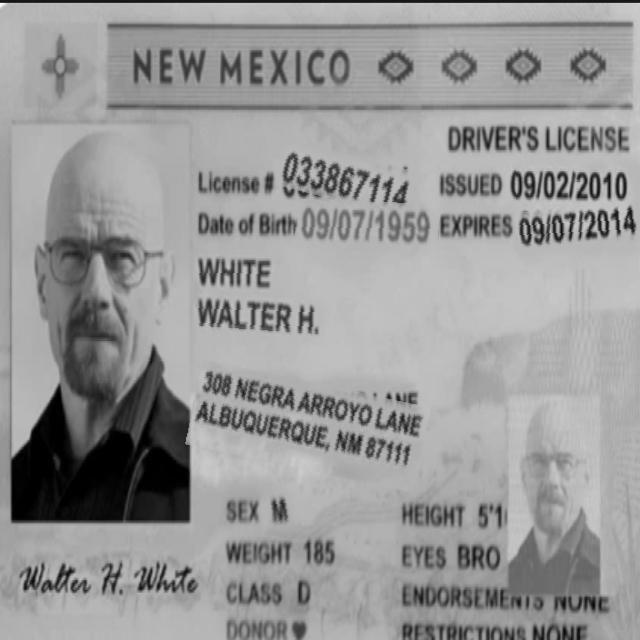 NEW MEXICO
DRIVER'S LICENSE
License # 033867114
ISSUED 09/02/2010
Date of Birth 09/07/1959
EXPIRES 09/07/2014
WHITE
WALTER H.
LANE
308 NEGRA ARROYO LANE
ALBUQUERQUE, NM 87111
SEX M
HEIGHT 5'1
WEIGHT 185
EYES BRO
Walter H. White
CLASS D
ENDORSEMENTS NONE
DONOR ♥
RESTRICTIONS NONE